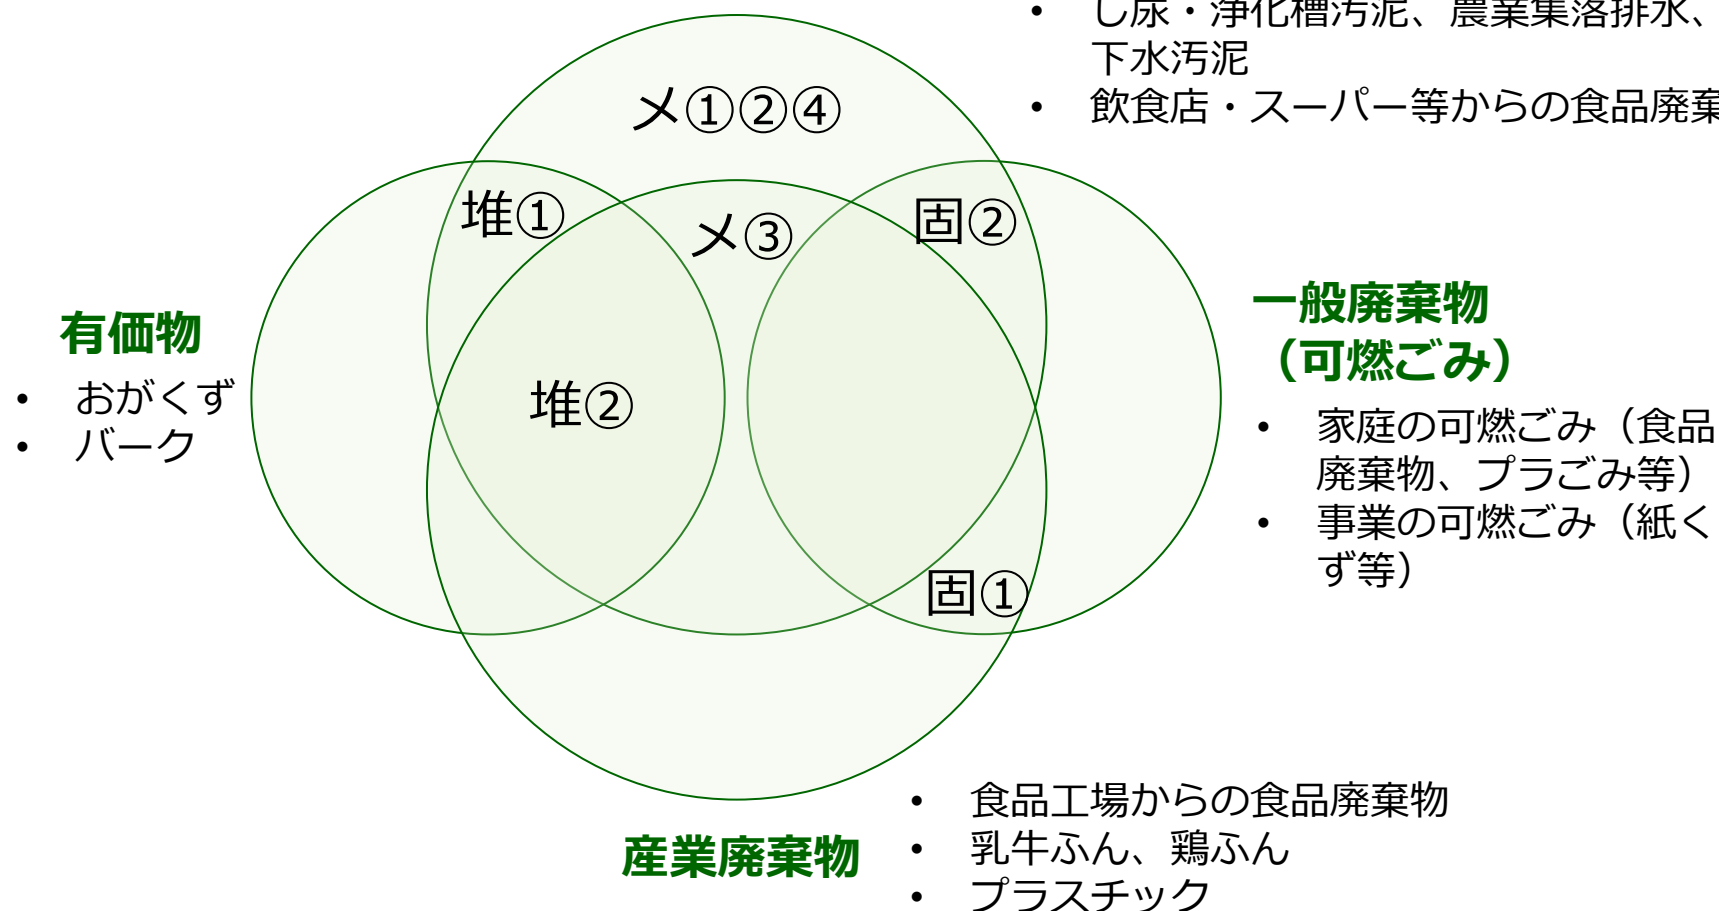 • し尿・浄化槽汚泥、農業集落排水、
下水汚泥
• 飲食店・スーパー等からの食品廃棄
メ①②④
堆①
メ③
固②
有価物
• おがくず
• バーク
堆②
一般廃棄物
（可燃ごみ）
• 家庭の可燃ごみ（食品
廃棄物、プラごみ等）
• 事業の可燃ごみ（紙く
ず等）
固①
産業廃棄物
• 食品工場からの食品廃棄物
• 乳牛ふん、鶏ふん
• プラスチック